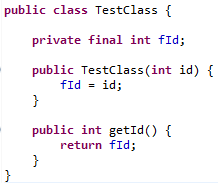 public class TestClass {
private final int fId;
public TestClass(int id) {
fId = id;
}
public int getId() {
return fId;
}
}